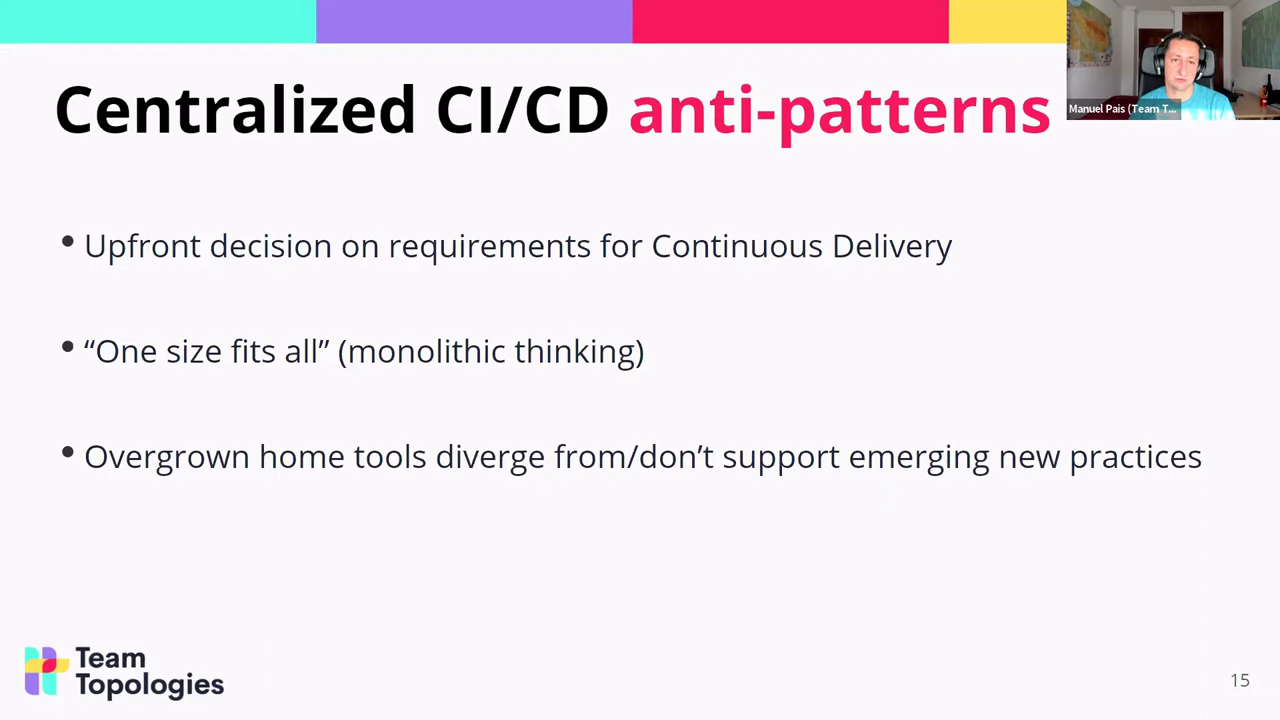 Centralized CI/CD anti-patterns
Manuel Pais (Team T...
• Upfront decision on requirements for Continuous Delivery
• “One size fits all” (monolithic thinking)
• Overgrown home tools diverge from/don’t support emerging new practices
Team
Topologies
15